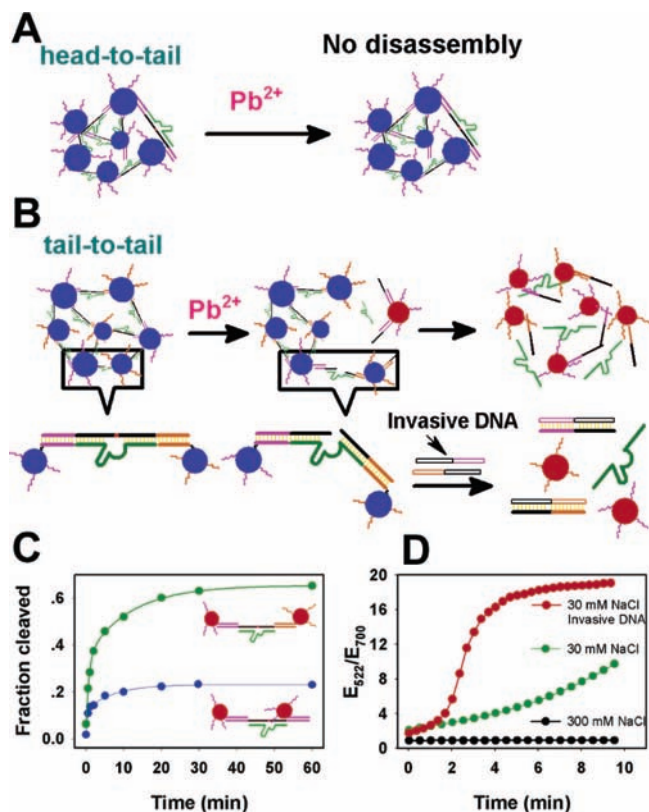 A
head-to-tail
Pb2+
No disassembly
B
tail-to-tail
Pb2+
Invasive DNA
C
Fraction cleaved
.6
.4
.2
0.0
0 10 20 30 40 50 60
Time (min)
D
E522/E700
20
16
12
8
4
0
30 mM NaCl
Invasive DNA
30 mM NaCl
300 mM NaCl
0 2 4 6 8 10
Time (min)